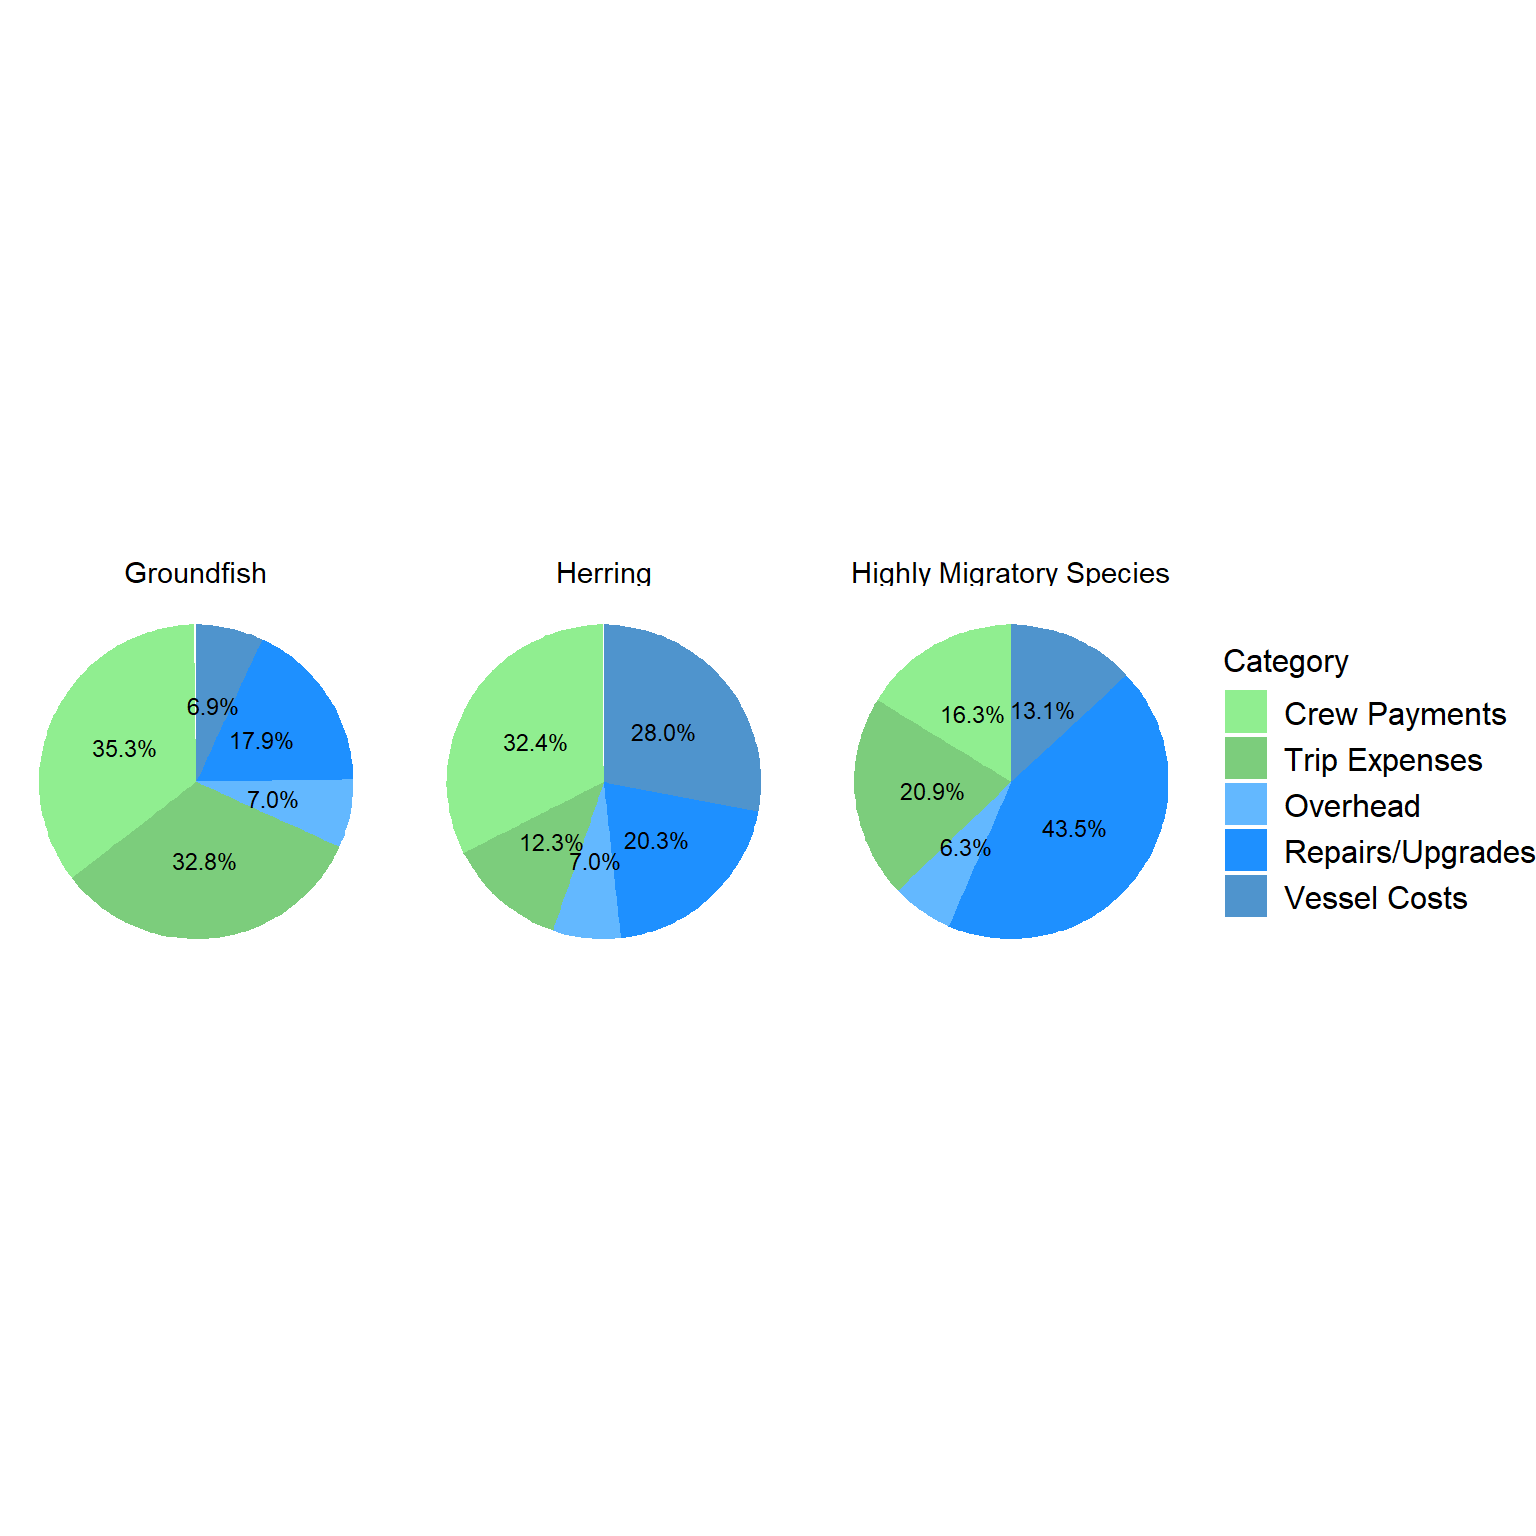 Groundfish
Herring
Highly Migratory Species
6.9%
17.9%
7.0%
32.8%
35.3%
28.0%
20.3%
7.0%
12.3%
32.4%
13.1%
43.5%
6.3%
20.9%
16.3%
Category
Crew Payments
Trip Expenses
Overhead
Repairs/Upgrades
Vessel Costs